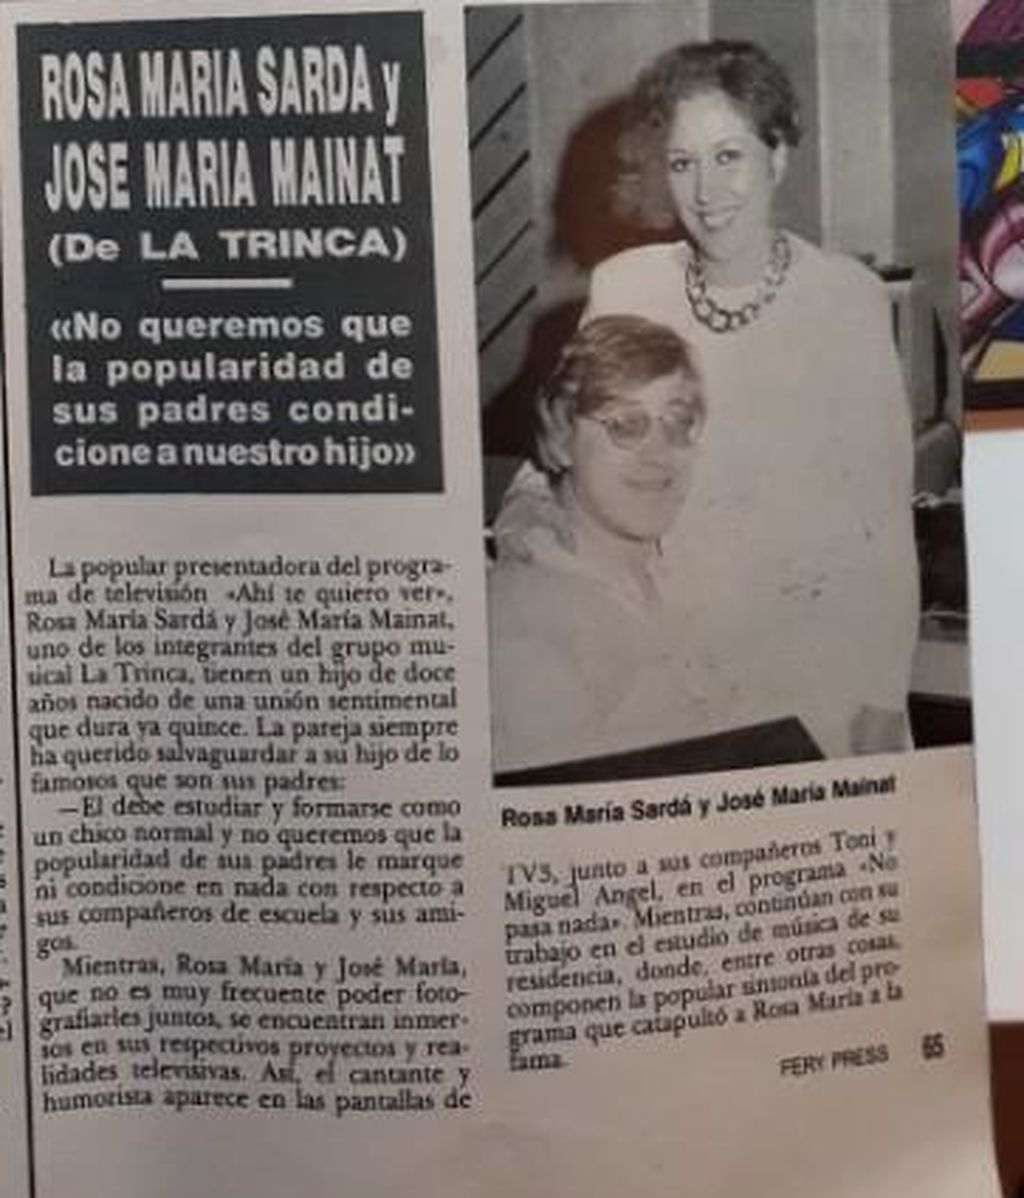 ROSA MARIA SARDA y
JOSE MARIA MAINAT
(De LA TRINCA)
«No queremos que
la popularidad de
sus padres condi-
cione a nuestro hijo»
La popular presentadora del progra-
ma de televisión «Ahí te quiero ver»,
Rosa María Sardá y José María Mainat,
uno de los integrantes del grupo mu-
sical La Trinca, tienen un hijo de doce
años nacido de una unión sentimental
que dura ya quince. La pareja siempre
ha querido salvaguardar a su hijo de lo
famosos que son sus padres:
—El debe estudiar y formarse como
un chico normal y no queremos que la
popularidad de sus padres le marque
ni condicione en nada con respecto a
sus compañeros de escuela y sus ami-
gos.
Mientras, Rosa María y José María,
que no es muy frecuente poder foto-
grafiarles juntos, se encuentran inmer-
sos en sus respectivos proyectos y rea-
lidades televisivas. Así, el cantante y
humorista aparece en las pantallas de
Rosa María Sardá y José María Mainat
TV3, junto a sus compañeros Toni y
Miguel Angel, en el programa «No
pasa nada». Mientras, continúan con su
trabajo en el estudio de música de su
residencia, donde, entre otras cosas,
componen la popular sintonía del pro-
grama que catapultó a Rosa María a la
fama.
FERY PRESS 65